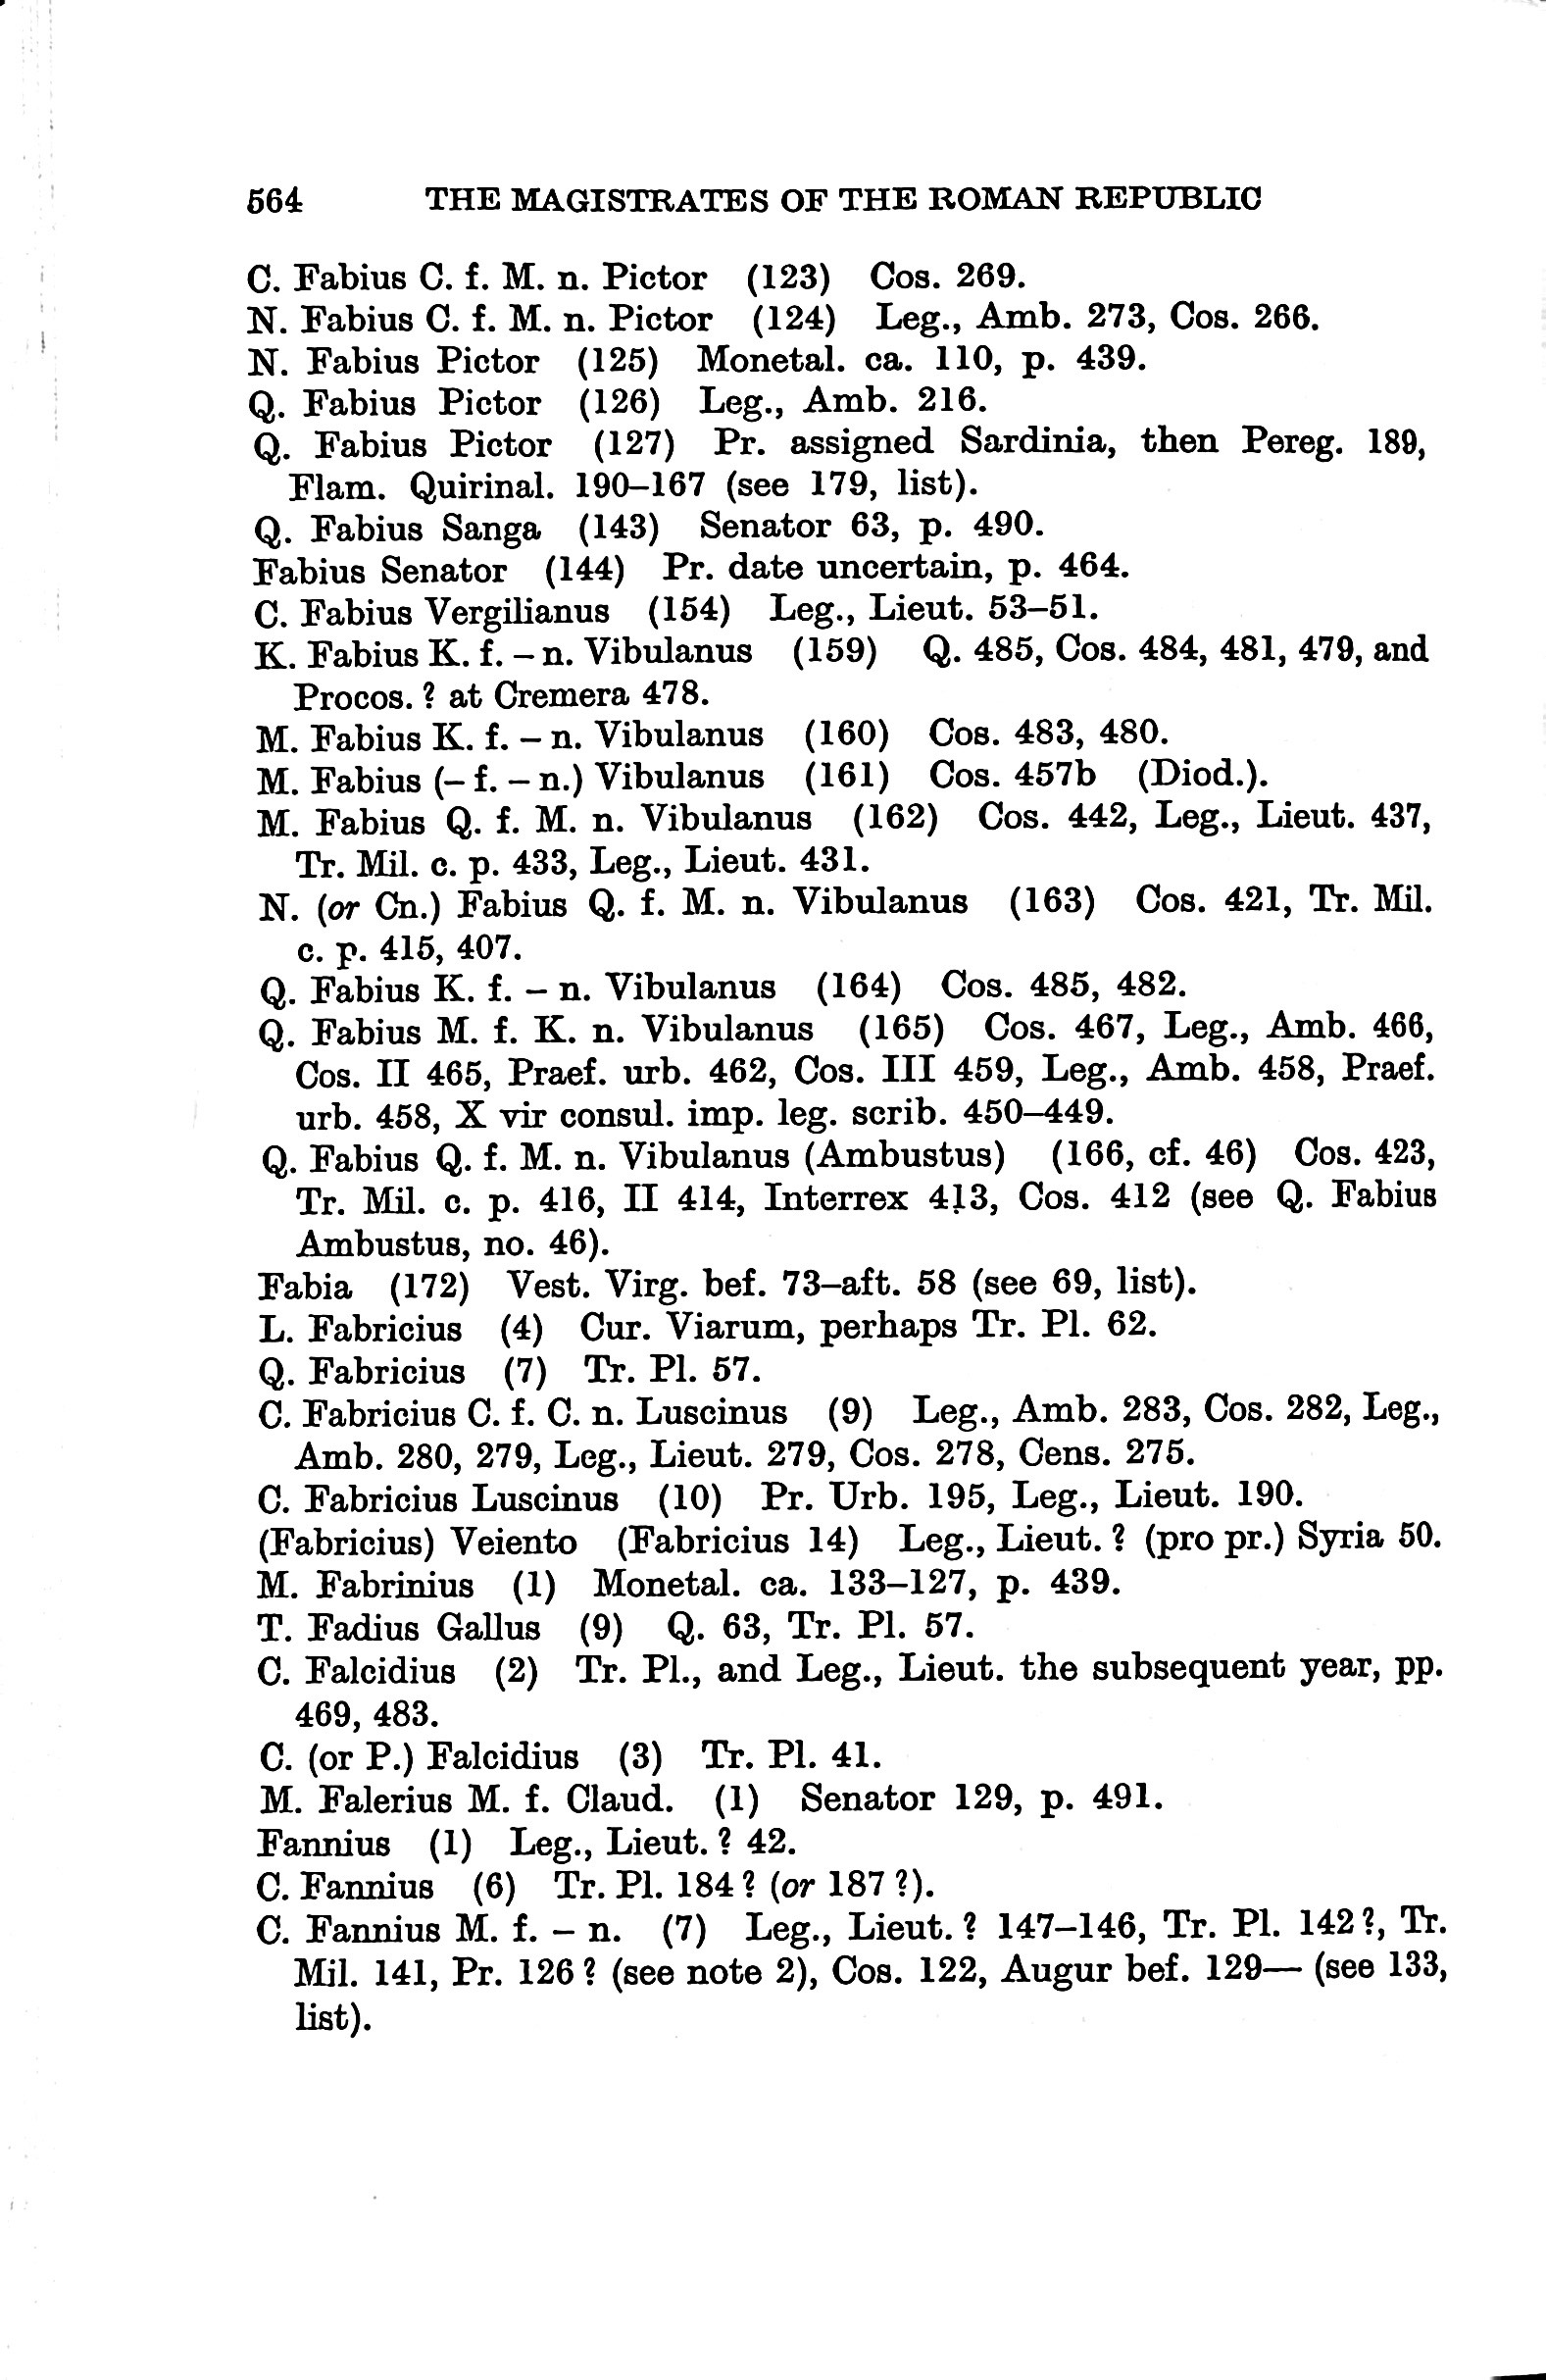 564 THE MAGISTRATES OF THE ROMAN REPUBLIC
C. Fabius C. f. M. n. Pictor (123) Cos. 269.
N. Fabius C. f. M. n. Pictor (124) Leg., Amb. 273, Cos. 266.
N. Fabius Pictor (125) Monetal. ca. 110, p. 439.
Q. Fabius Pictor (126) Leg., Amb. 216.
Q. Fabius Pictor (127) Pr. assigned Sardinia, then Pereg. 189,
Flam. Quirinal. 190–167 (see 179, list).
Q. Fabius Sanga (143) Senator 63, p. 490.
Fabius Senator (144) Pr. date uncertain, p. 464.
C. Fabius Vergilianus (154) Leg., Lieut. 53–51.
K. Fabius K. f. – n. Vibulanus (159) Q. 485, Cos. 484, 481, 479, and
Procos. ? at Cremera 478.
M. Fabius K. f. – n. Vibulanus (160) Cos. 483, 480.
M. Fabius (– f. – n.) Vibulanus (161) Cos. 457b (Diod.).
M. Fabius Q. f. M. n. Vibulanus (162) Cos. 442, Leg., Lieut. 437,
Tr. Mil. c. p. 433, Leg., Lieut. 431.
N. (or Cn.) Fabius Q. f. M. n. Vibulanus (163) Cos. 421, Tr. Mil.
c. p. 415, 407.
Q. Fabius K. f. – n. Vibulanus (164) Cos. 485, 482.
Q. Fabius M. f. K. n. Vibulanus (165) Cos. 467, Leg., Amb. 466,
Cos. II 465, Praef. urb. 462, Cos. III 459, Leg., Amb. 458, Praef.
urb. 458, X vir consul. imp. leg. scrib. 450–449.
Q. Fabius Q. f. M. n. Vibulanus (Ambustus) (166, cf. 46) Cos. 423,
Tr. Mil. c. p. 416, II 414, Interrex 413, Cos. 412 (see Q. Fabius
Ambustus, no. 46).
Fabia (172) Vest. Virg. bef. 73–aft. 58 (see 69, list).
L. Fabricius (4) Cur. Viarum, perhaps Tr. Pl. 62.
Q. Fabricius (7) Tr. Pl. 57.
C. Fabricius C. f. C. n. Luscinus (9) Leg., Amb. 283, Cos. 282, Leg.,
Amb. 280, 279, Leg., Lieut. 279, Cos. 278, Cens. 275.
C. Fabricius Luscinus (10) Pr. Urb. 195, Leg., Lieut. 190.
(Fabricius) Veiento (Fabricius 14) Leg., Lieut. ? (pro pr.) Syria 50.
M. Fabrinius (1) Monetal. ca. 133–127, p. 439.
T. Fadius Gallus (9) Q. 63, Tr. Pl. 57.
C. Falcidius (2) Tr. Pl., and Leg., Lieut. the subsequent year, pp.
469, 483.
C. (or P.) Falcidius (3) Tr. Pl. 41.
M. Falerius M. f. Claud. (1) Senator 129, p. 491.
Fannius (1) Leg., Lieut. ? 42.
C. Fannius (6) Tr. Pl. 184 ? (or 187 ?).
C. Fannius M. f. – n. (7) Leg., Lieut. ? 147–146, Tr. Pl. 142 ?, Tr.
Mil. 141, Pr. 126 ? (see note 2), Cos. 122, Augur bef. 129— (see 133,
list).